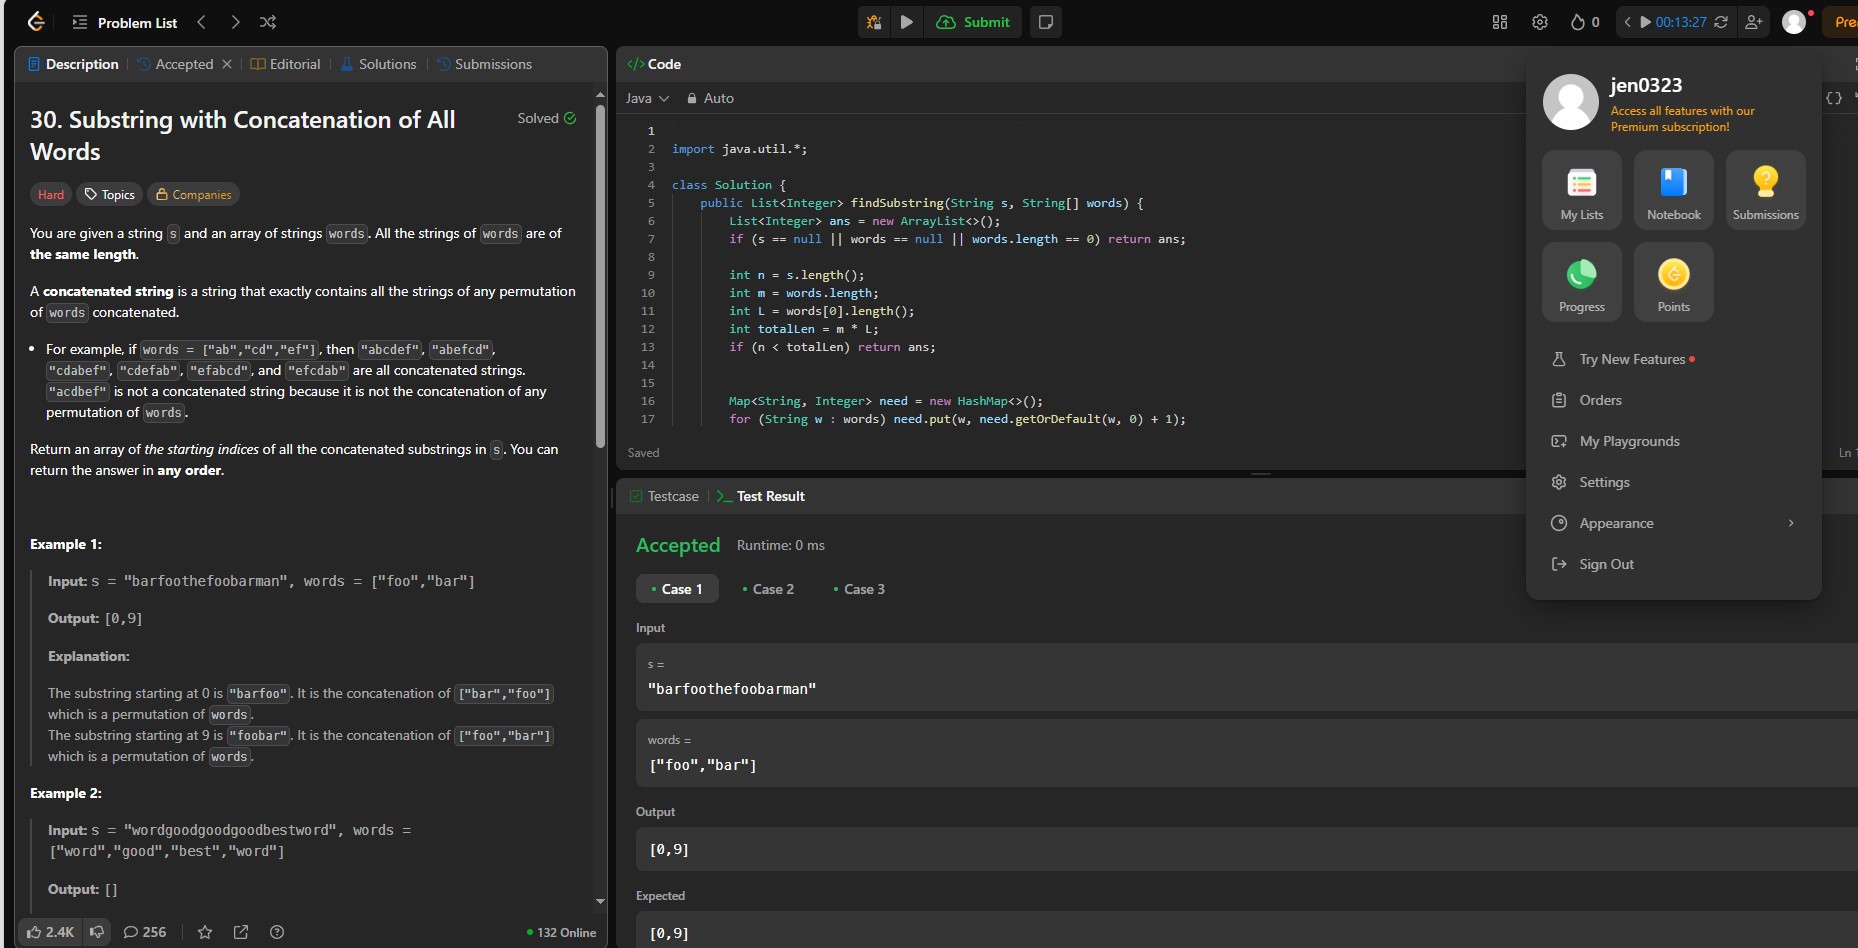 Problem List
Submit
0
00:13:27
Pre
Description
Accepted
Editorial
Solutions
Submissions
30. Substring with Concatenation of All
Words
Solved
Hard
Topics
Companies
You are given a string s and an array of strings words. All the strings of words are of
the same length.
A concatenated string is a string that exactly contains all the strings of any permutation
of words concatenated.
• For example, if words = ["ab","cd","ef"], then "abcdef", "abefcd",
"cdabef", "cdefab", "efabcd", and "efcdab" are all concatenated strings.
"acdbef" is not a concatenated string because it is not the concatenation of any
permutation of words.
Return an array of the starting indices of all the concatenated substrings in s. You can
return the answer in any order.
Example 1:
Input: s = "barfoothefoobarman", words = ["foo","bar"]
Output: [0,9]
Explanation:
The substring starting at 0 is "barfoo". It is the concatenation of ["bar","foo"]
which is a permutation of words.
The substring starting at 9 is "foobar". It is the concatenation of ["foo","bar"]
which is a permutation of words.
Example 2:
Input: s = "wordgoodgoodgoodbestword", words =
["word","good","best","word"]
Output: []
2.4K
256
132 Online
Code
Java
Auto
1
2 import java.util.*;
3
4 class Solution {
5 public List<Integer> findSubstring(String s, String[] words) {
6 List<Integer> ans = new ArrayList<>();
7 if (s == null || words == null || words.length == 0) return ans;
8
9 int n = s.length();
10 int m = words.length;
11 int L = words[0].length();
12 int totalLen = m * L;
13 if (n < totalLen) return ans;
14
15
16 Map<String, Integer> need = new HashMap<>();
17 for (String w : words) need.put(w, need.getOrDefault(w, 0) + 1);
Saved
Ln 1
Testcase
Test Result
Accepted
Runtime: 0 ms
Case 1
Case 2
Case 3
Input
s =
"barfoothefoobarman"
words =
["foo","bar"]
Output
[0,9]
Expected
[0,9]
jen0323
Access all features with our
Premium subscription!
My Lists
Notebook
Submissions
Progress
Points
Try New Features
Orders
My Playgrounds
Settings
Appearance
Sign Out